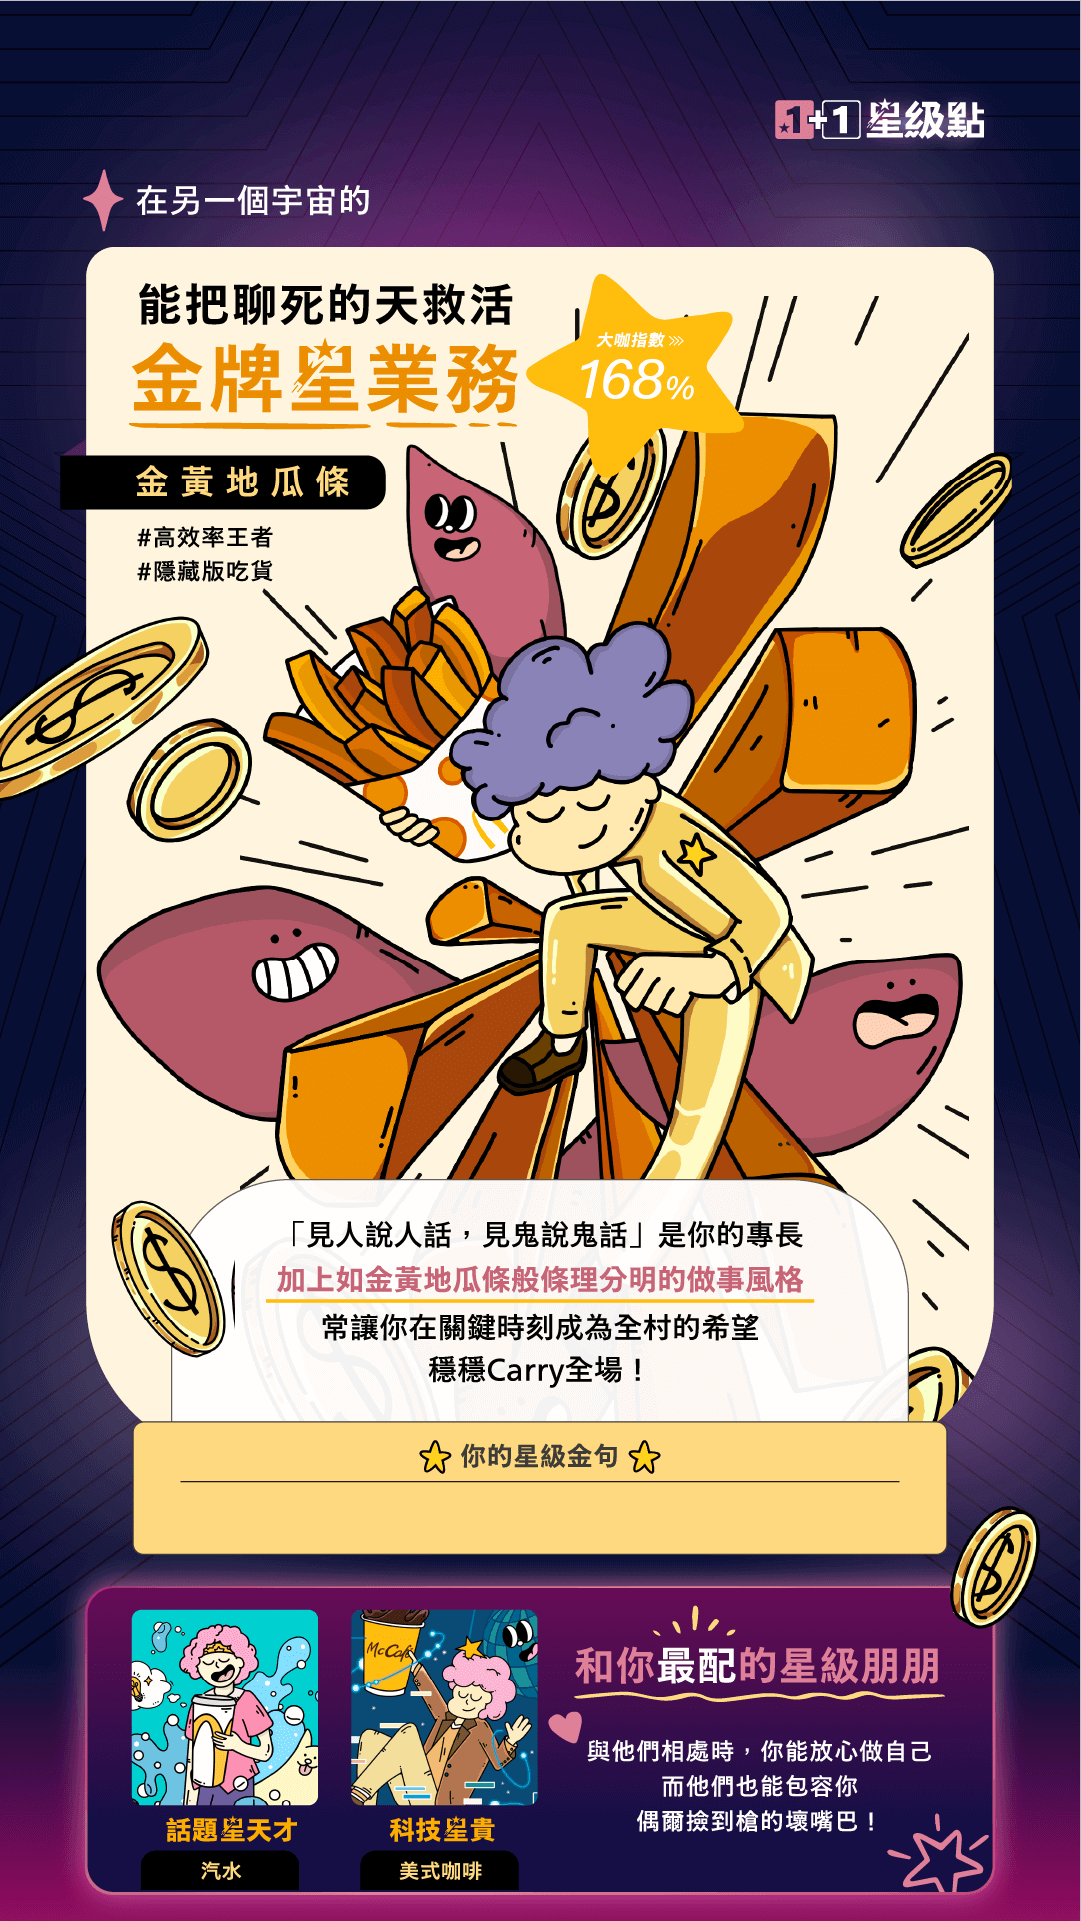 1+1星級點
在另一個宇宙的
能把聊死的天救活
金牌星業務
大咖指數
168%
金黃地瓜條
#高效率王者
#隱藏版吃貨
「見人說人話，見鬼說鬼話」是你的專長
加上如金黃地瓜條般條理分明的做事風格
常讓你在關鍵時刻成為全村的希望
穩穩Carry全場！
你的星級金句
McCafé
和你最配的星級朋朋
與他們相處時，你能放心做自己
而他們也能包容你
偶爾撿到槍的壞嘴巴！
話題星天才
汽水
科技星貴
美式咖啡